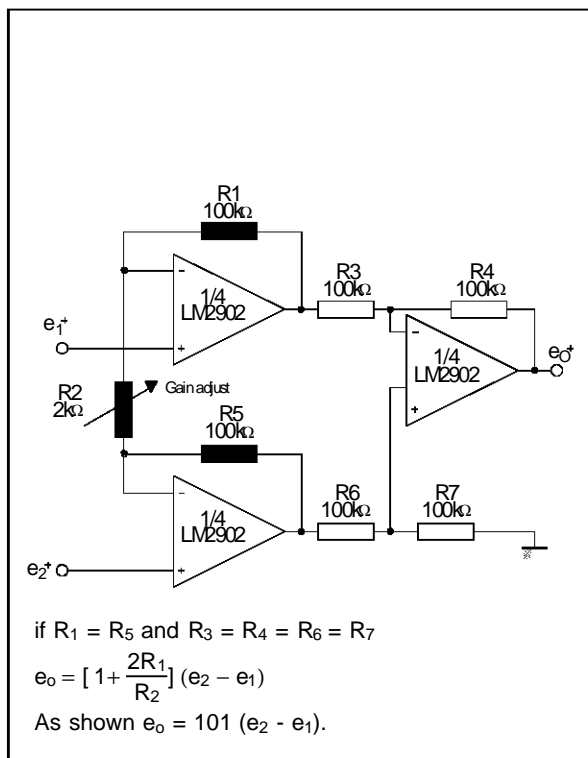 R1
100kΩ
R3
100kΩ
R4
100kΩ
1/4
LM2902
e₁⁺
1/4
LM2902
eO⁺
R2
2kΩ
Gain adjust
R5
100kΩ
R6
100kΩ
R7
100kΩ
1/4
LM2902
e₂⁺
if R₁ = R₅ and R₃ = R₄ = R₆ = R₇
eₒ = [ 1+ 2R₁/R₂ ] (e₂ − e₁)
As shown eₒ = 101 (e₂ - e₁).